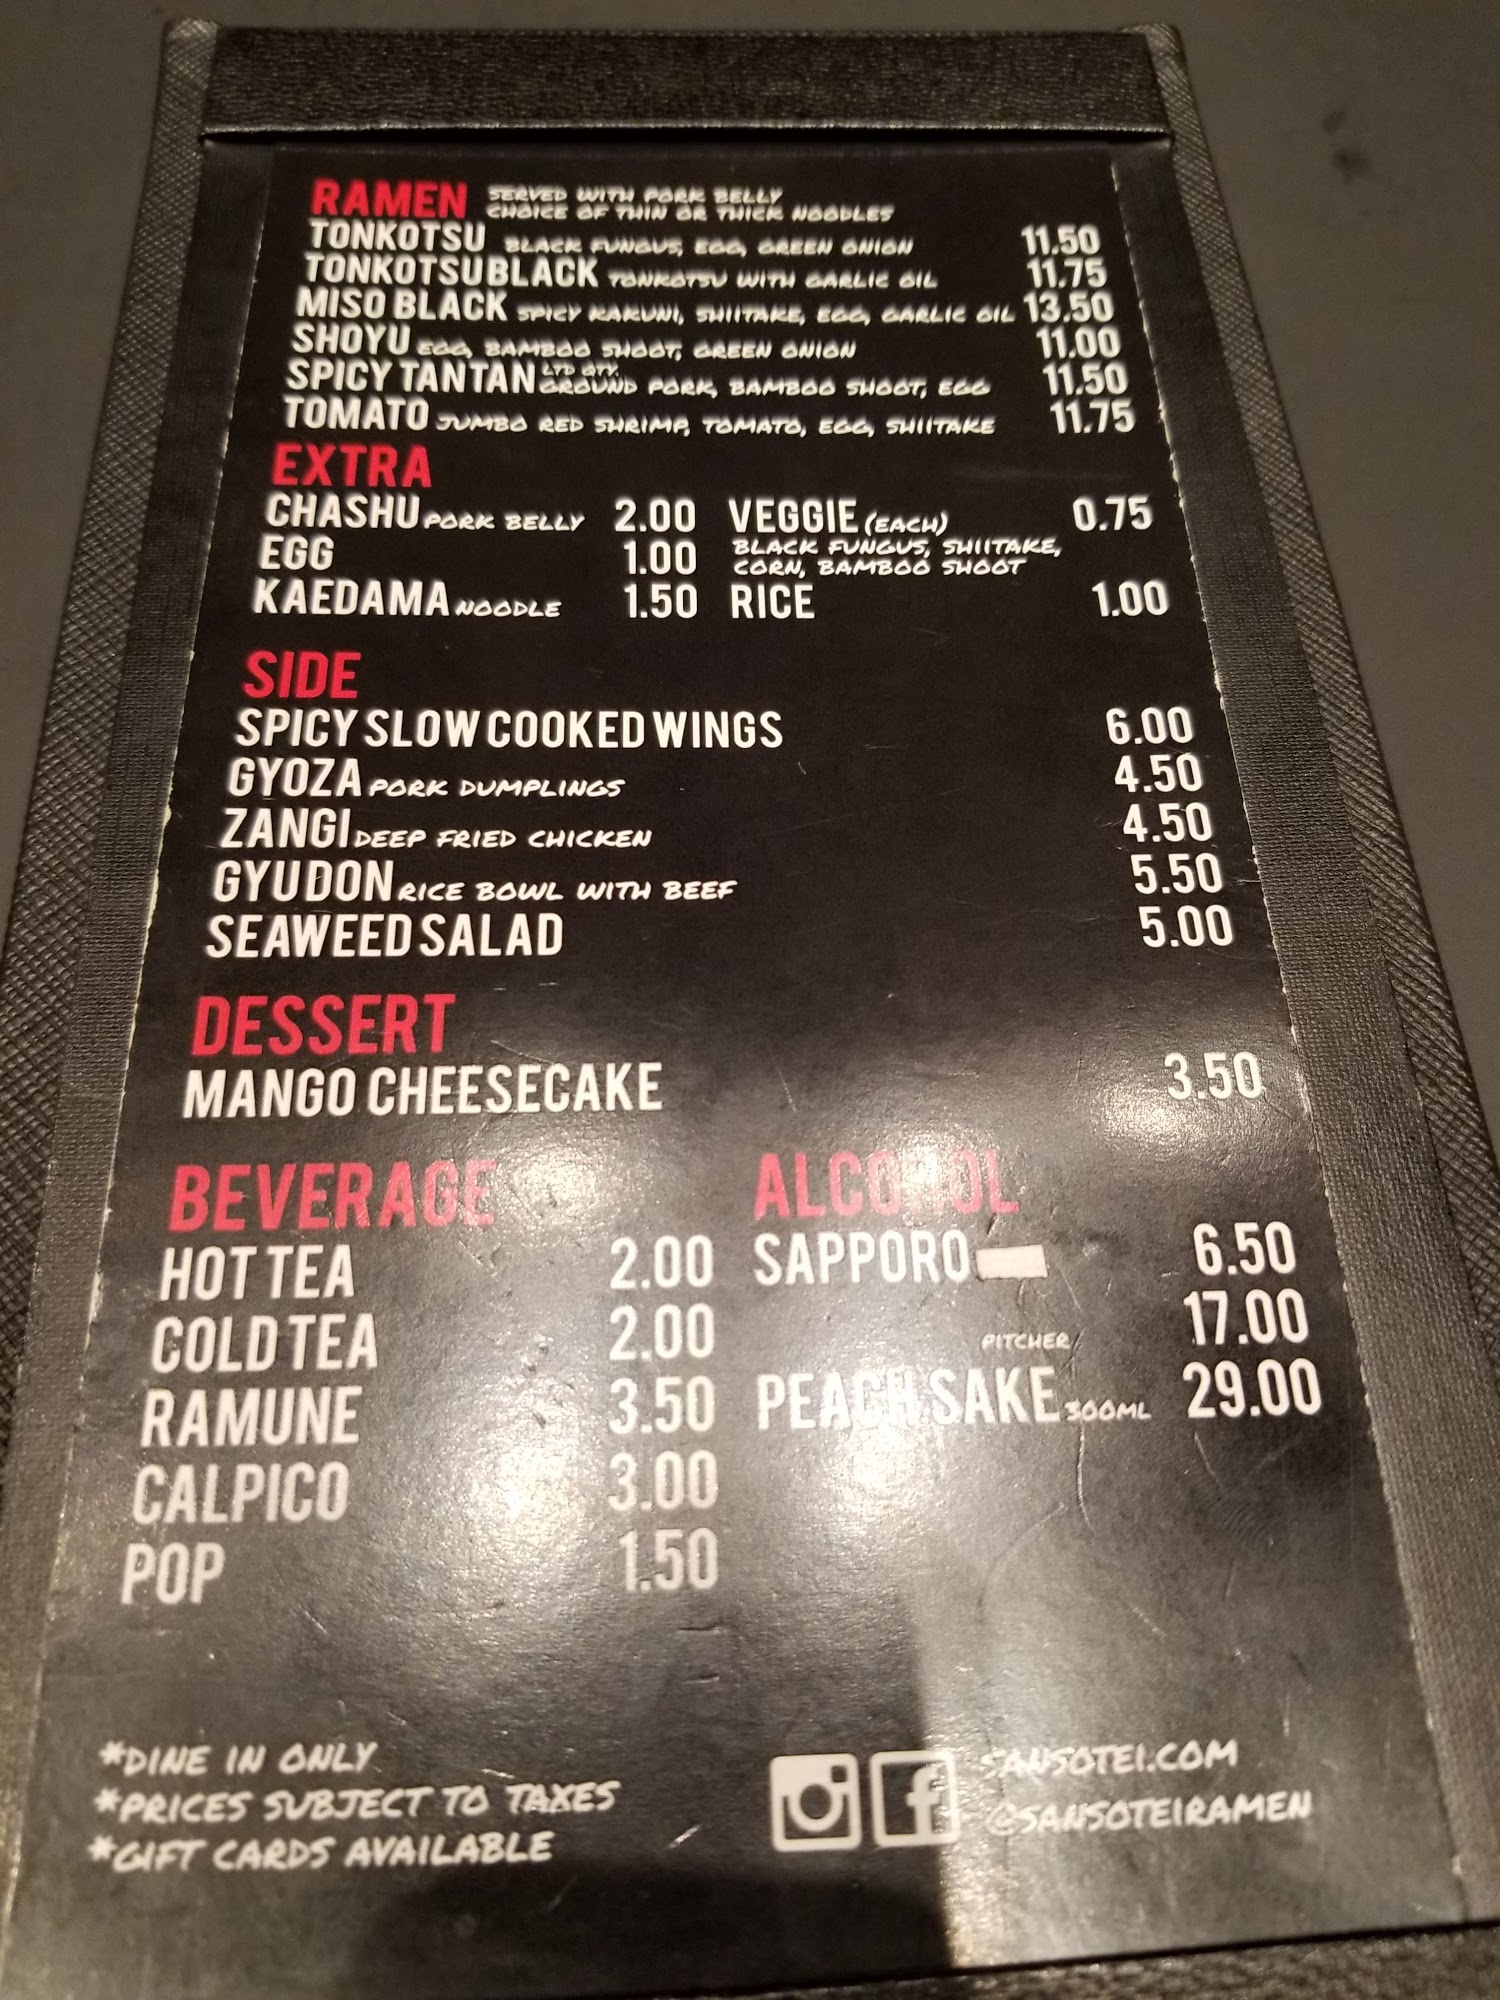 RAMEN SERVED WITH PORK BELLY
CHOICE OF THIN OR THICK NOODLES
TONKOTSU BLACK FUNGUS, EGG, GREEN ONION 11.50
TONKOTSU BLACK TONKOTSU WITH GARLIC OIL 11.75
MISO BLACK SPICY KAKUNI, SHIITAKE, EGG, GARLIC OIL 13.50
SHOYU EGG, BAMBOO SHOOT, GREEN ONION 11.00
SPICY TANTAN LTD QTY. GROUND PORK, BAMBOO SHOOT, EGG 11.50
TOMATO JUMBO RED SHRIMP, TOMATO, EGG, SHIITAKE 11.75
EXTRA
CHASHU PORK BELLY 2.00 VEGGIE (EACH) 0.75
BLACK FUNGUS, SHIITAKE,
EGG 1.00 CORN, BAMBOO SHOOT
KAEDAMA NOODLE 1.50 RICE 1.00
SIDE
SPICY SLOW COOKED WINGS 6.00
GYOZA PORK DUMPLINGS 4.50
ZANGI DEEP FRIED CHICKEN 4.50
GYUDON RICE BOWL WITH BEEF 5.50
SEAWEED SALAD 5.00
DESSERT
MANGO CHEESECAKE 3.50
BEVERAGE
HOT TEA 2.00
COLD TEA 2.00
RAMUNE 3.50
CALPICO 3.00
POP 1.50
ALCOHOL
SAPPORO 6.50
PITCHER 17.00
PEACH SAKE 300ML 29.00
*DINE IN ONLY
*PRICES SUBJECT TO TAXES
*GIFT CARDS AVAILABLE
SANSOTEI.COM
@SANSOTEIRAMEN